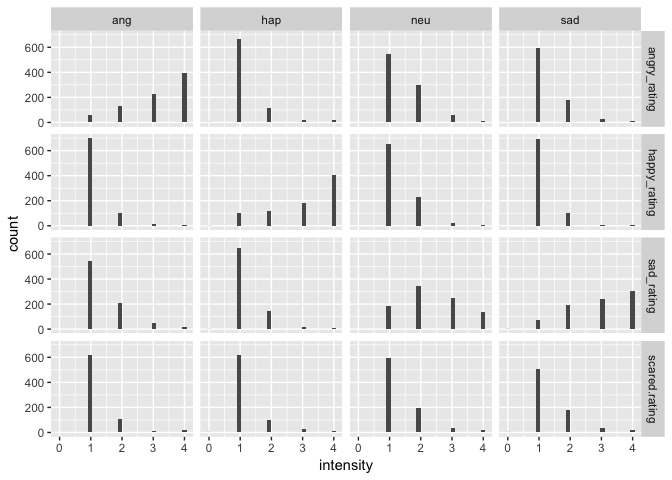 ang hap neu sad
600
400
200
0
angry_rating
600
400
200
0
happy_rating
600
400
200
0
sad_rating
600
400
200
0
scared.rating
count
0 1 2 3 4 0 1 2 3 4 0 1 2 3 4 0 1 2 3 4
intensity